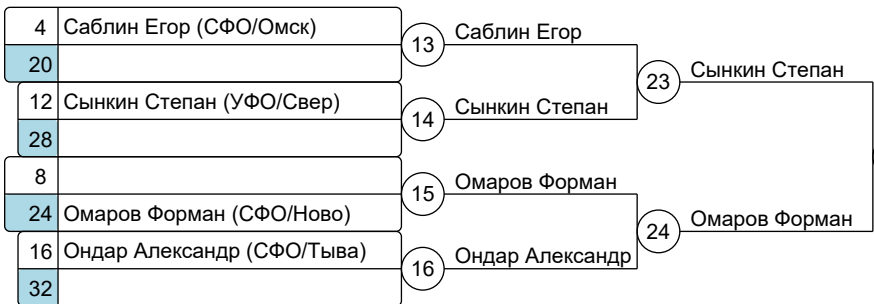 4 Саблин Егор (СФО/Омск)
20
12 Сынкин Степан (УФО/Свер)
28
8
24 Омаров Форман (СФО/Ново)
16 Ондар Александр (СФО/Тыва)
32
13 Саблин Егор
14 Сынкин Степан
15 Омаров Форман
16 Ондар Александр
23 Сынкин Степан
24 Омаров Форман